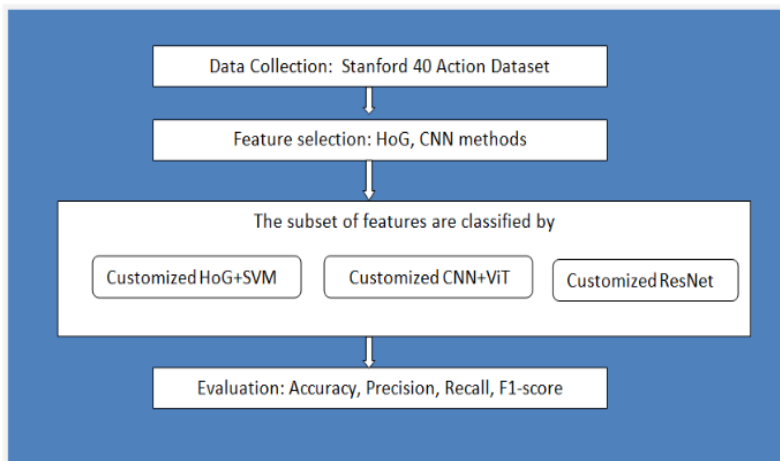 Data Collection: Stanford 40 Action Dataset
Feature selection: HoG, CNN methods
The subset of features are classified by
Customized HoG+SVM
Customized CNN+ViT
Customized ResNet
Evaluation: Accuracy, Precision, Recall, F1-score